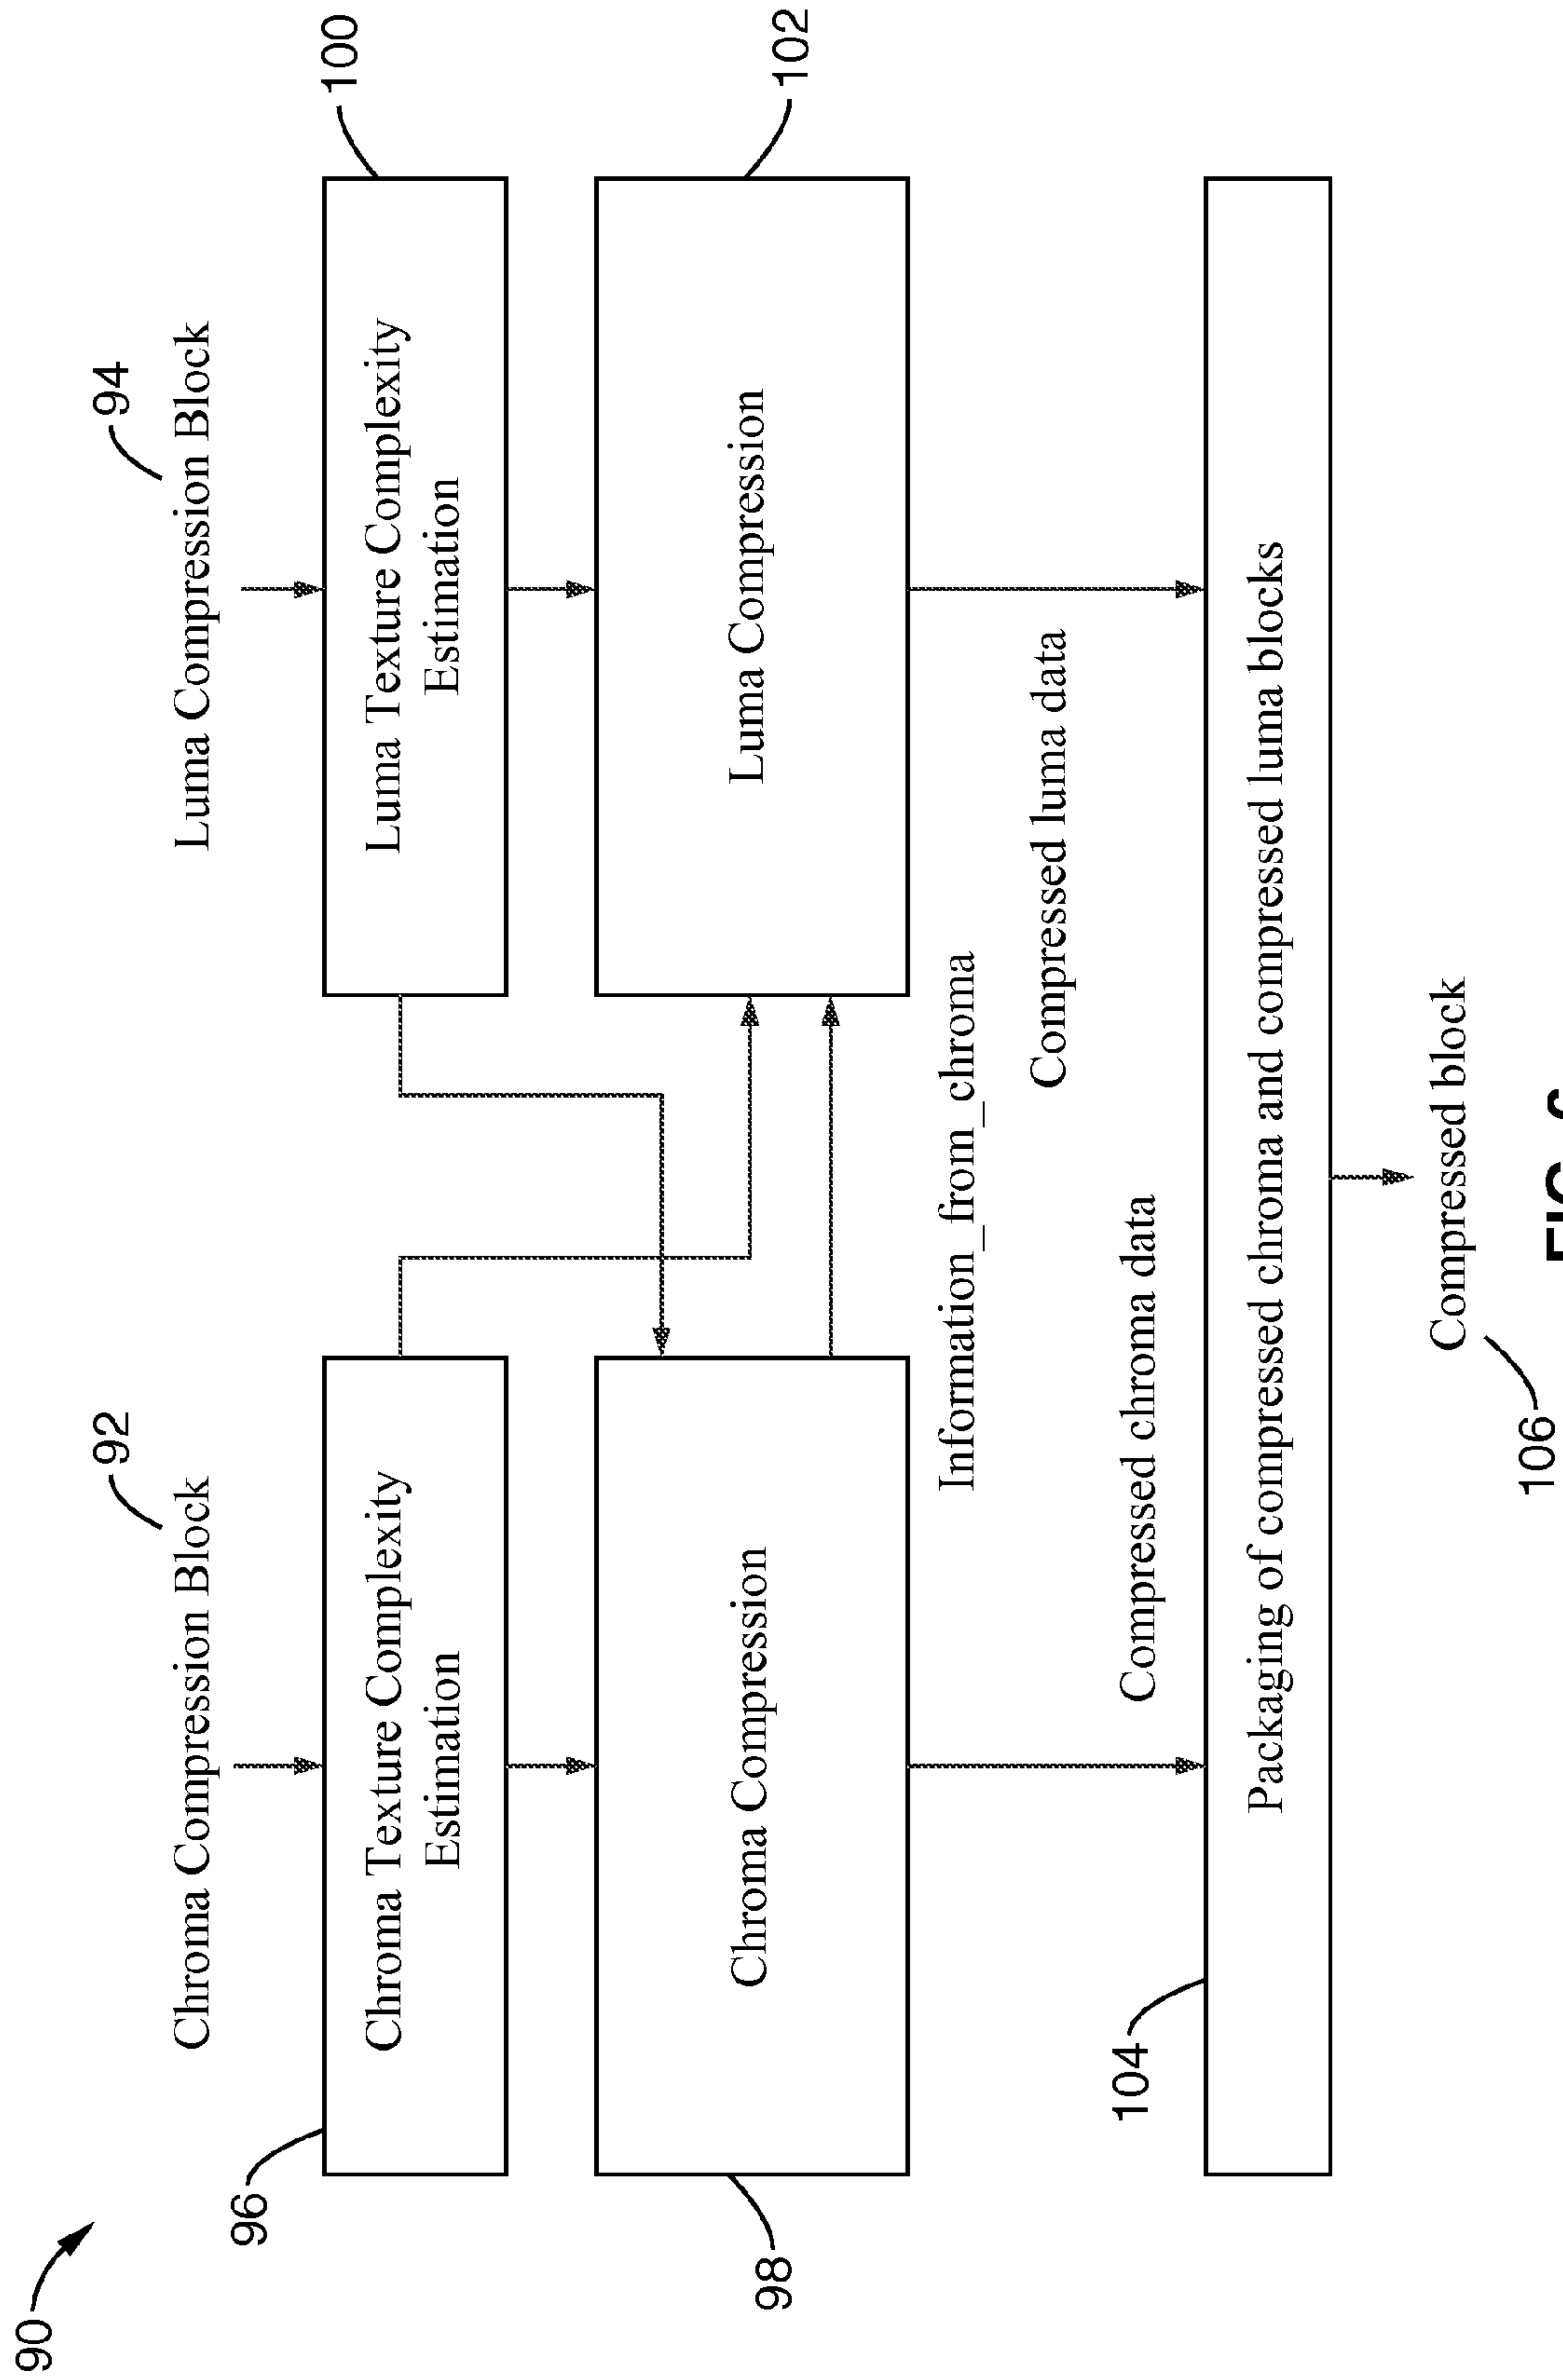 90
92
94
Chroma Compression Block
Luma Compression Block
96
100
Chroma Texture Complexity
Estimation
Luma Texture Complexity
Estimation
98
102
Chroma Compression
Luma Compression
Information_from_chroma
Compressed luma data
Compressed chroma data
104
Packaging of compressed chroma and compressed luma blocks
Compressed block
106
FIG.